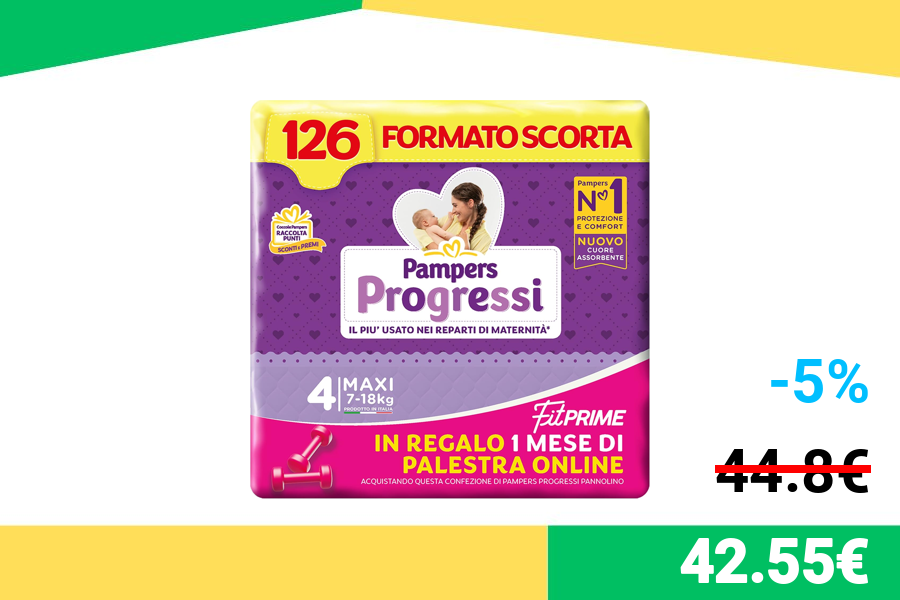 126 FORMATO SCORTA
Coccole Pampers
RACCOLTA
PUNTI
SCONTI e PREMI
Pampers
N°1
PROTEZIONE
E COMFORT
NUOVO
CUORE
ASSORBENTE
Pampers
Progressi
IL PIU' USATO NEI REPARTI DI MATERNITÀ*
4 MAXI
7-18kg
PRODOTTO IN ITALIA
FitPRIME
IN REGALO 1 MESE DI
PALESTRA ONLINE
ACQUISTANDO QUESTA CONFEZIONE DI PAMPERS PROGRESSI PANNOLINO
-5%
44.8€
42.55€